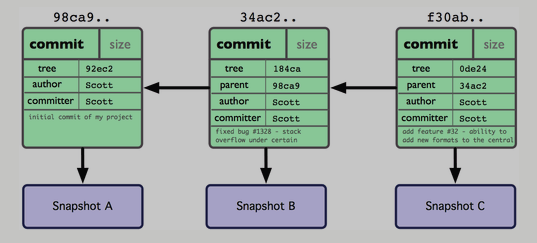 98ca9..
34ac2..
f30ab..
commit size
tree 92ec2
author Scott
committer Scott
initial commit of my project
commit size
tree 184ca
parent 98ca9
author Scott
committer Scott
fixed bug #1328 - stack
overflow under certain
commit size
tree 0de24
parent 34ac2
author Scott
committer Scott
add feature #32 - ability to
add new formats to the central
Snapshot A
Snapshot B
Snapshot C